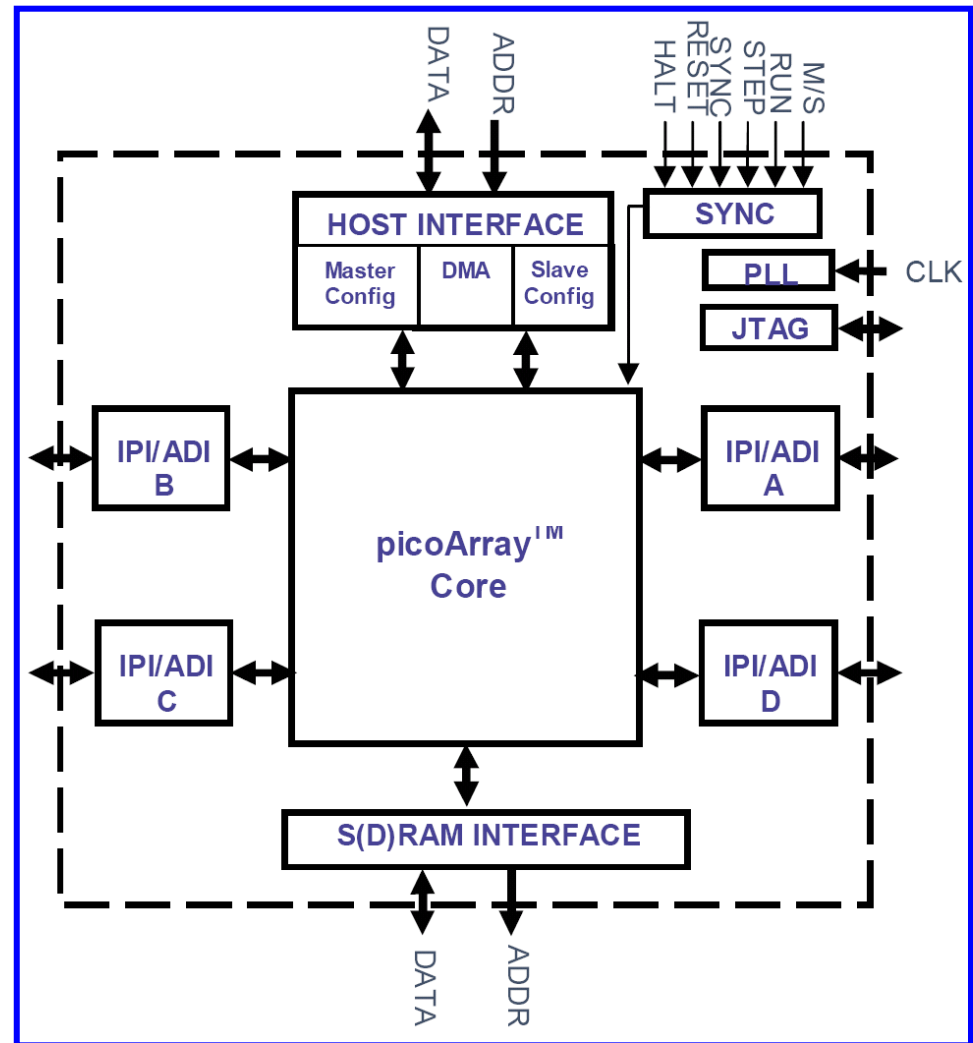 DATA
ADDR
HALT
RESET
SYNC
STEP
RUN
M/S
HOST INTERFACE
Master
Config
DMA
Slave
Config
SYNC
PLL
CLK
JTAG
IPI/ADI
B
IPI/ADI
A
picoArray™
Core
IPI/ADI
C
IPI/ADI
D
S(D)RAM INTERFACE
DATA
ADDR